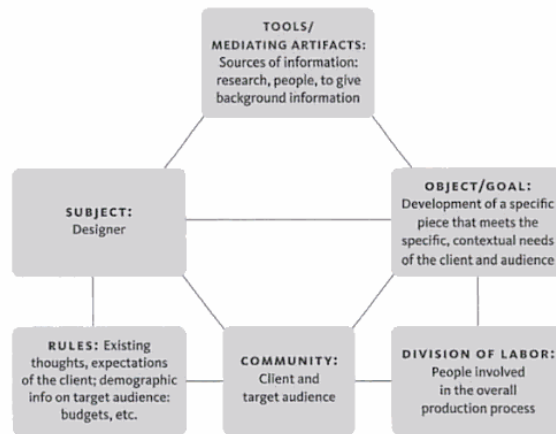 TOOLS/
MEDIATING ARTIFACTS:
Sources of information:
research, people, to give
background information
SUBJECT:
Designer
OBJECT/GOAL:
Development of a specific
piece that meets the
specific, contextual needs
of the client and audience
RULES: Existing
thoughts, expectations
of the client; demographic
info on target audience:
budgets, etc.
COMMUNITY:
Client and
target audience
DIVISION OF LABOR:
People involved
in the overall
production process